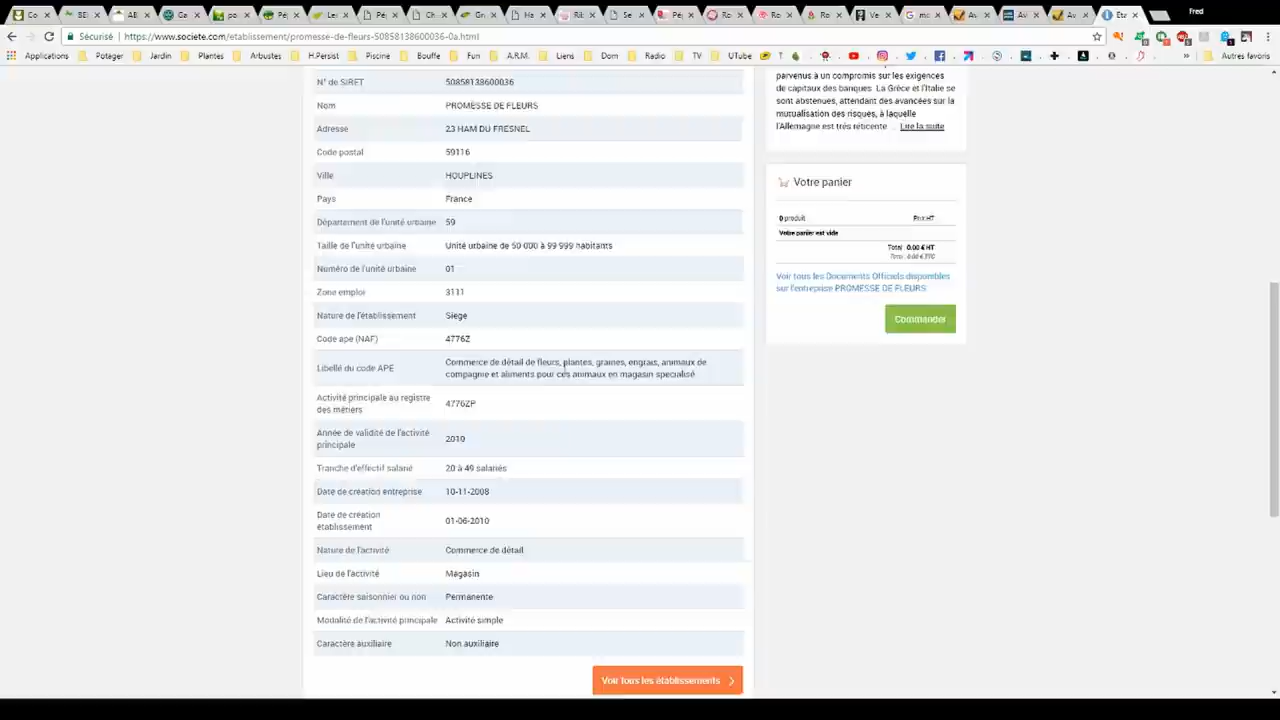 Fred
Sécurisé
https://www.societe.com/etablissement/promesse-de-fleurs-50858138600036-0a.html
Applications Potager Jardin Plantes Arbustes H.Persist Piscine Bouffe Fun A.R.M. Liens Dom Radio TV UTube » Autres favoris
N° de SIRET 50858138600036
Nom PROMESSE DE FLEURS
Adresse 23 HAM DU FRESNEL
Code postal 59116
Ville HOUPLINES
Pays France
Département de l'unité urbaine 59
Taille de l'unité urbaine Unité urbaine de 50 000 à 99 999 habitants
Numéro de l'unité urbaine 01
Zone emploi 3111
Nature de l'établissement Siege
Code ape (NAF) 4776Z
Libellé du code APE Commerce de détail de fleurs, plantes, graines, engrais, animaux de
compagnie et aliments pour ces animaux en magasin spécialisé
Activité principale au registre
des métiers 4776ZP
Année de validité de l'activité
principale 2010
Tranche d'effectif salarié 20 à 49 salariés
Date de création entreprise 10-11-2008
Date de création
établissement 01-06-2010
Nature de l'activité Commerce de détail
Lieu de l'activité Magasin
Caractère saisonnier ou non Permanente
Modalité de l'activité principale Activité simple
Caractère auxiliaire Non auxiliaire
Voir tous les établissements
parvenus à un compromis sur les exigences
de capitaux des banques. La Grèce et l'Italie se
sont abstenues, attendant des avancées sur la
mutualisation des risques, à laquelle
l'Allemagne est très réticente ... Lire la suite
Votre panier
0 produit Prix HT
Votre panier est vide
Total 0.00 € HT
0.00 € TTC
Voir tous les Documents Officiels disponibles
sur l'entreprise PROMESSE DE FLEURS
Commander